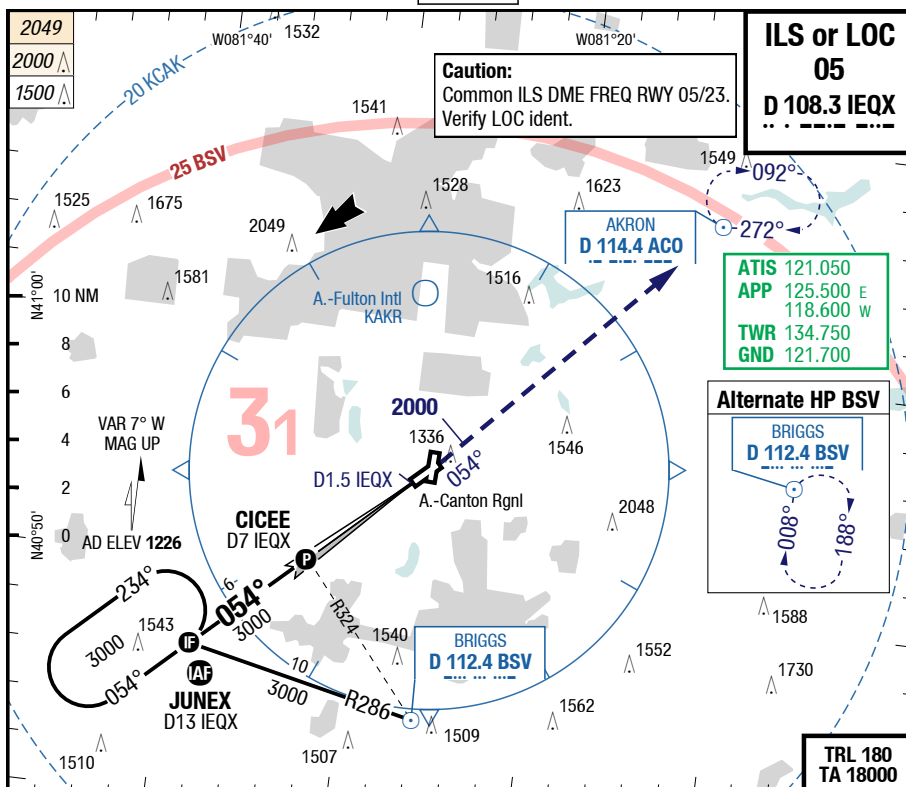 2049
2000
1500
W081°40'
1532
W081°20'
20 KCAK
ILS or LOC
05
D 108.3 IEQX
Caution:
Common ILS DME FREQ RWY 05/23.
Verify LOC ident.
1541
25 BSV
1549
092°
272°
1525
1675
1528
1623
2049
AKRON
D 114.4 ACO
1581
1516
N41°00'
10 NM
A.-Fulton Intl
KAKR
ATIS 121.050
APP 125.500 E
118.600 W
TWR 134.750
GND 121.700
8
6
4
2
0
31
2000
1336
054°
1546
VAR 7° W
MAG UP
D1.5 IEQX
A.-Canton Rgnl
Alternate HP BSV
BRIGGS
D 112.4 BSV
008°
188°
2048
N40°50'
AD ELEV 1226
CICEE
D7 IEQX
P
6
054°
3000
R324
234°
3000
054°
1543
IF
IAF
JUNEX
D13 IEQX
10
3000
R286
1540
BRIGGS
D 112.4 BSV
1588
1552
1730
1562
1509
1507
1510
TRL 180
TA 18000